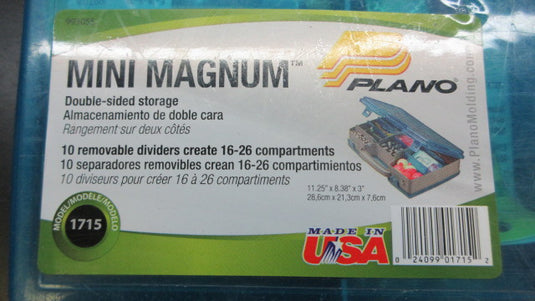 993055
MINI MAGNUM™
PLANO®
Double-sided storage
Almacenamiento de doble cara
Rangement sur deux côtés
10 removable dividers create 16-26 compartments
10 separadores removibles crean 16-26 compartimientos
10 diviseurs pour créer 16 à 26 compartiments
11.25" x 8.38" x 3"
28,6cm x 21,3cm x 7,6cm
www.PlanoMolding.com
MODEL/MODÈLE/MODELO
1715
MADE IN
USA
0 24099 01715 2